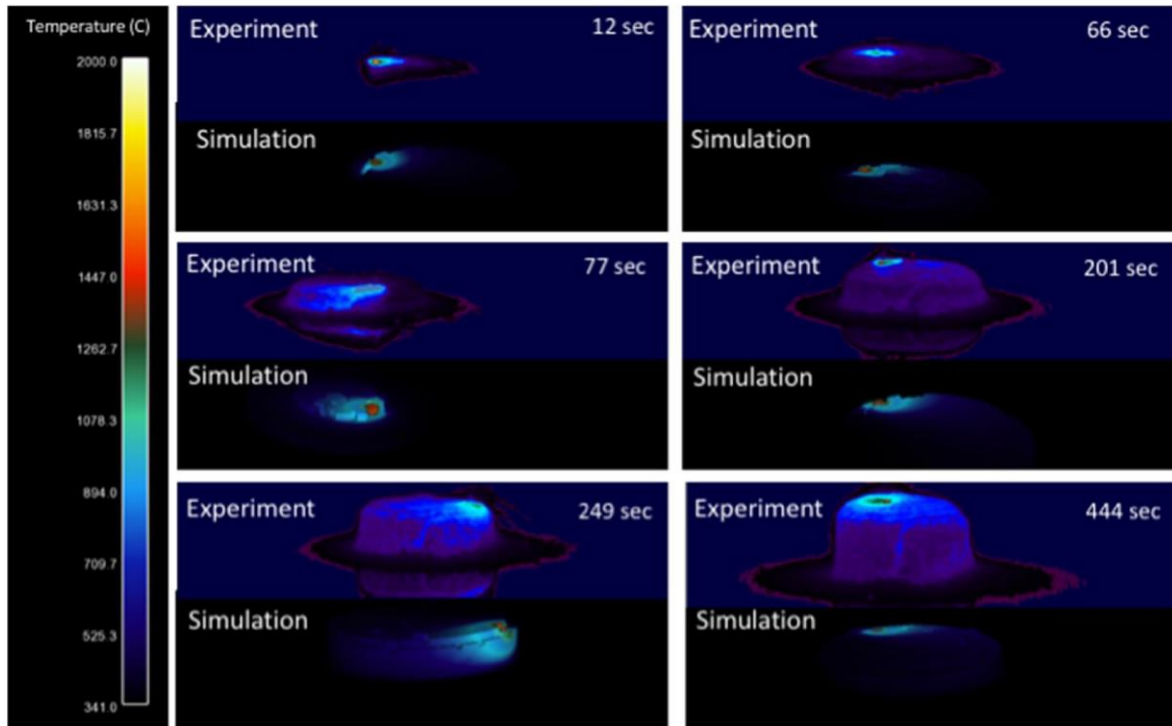 Temperature (C)
2000.0
1815.7
1631.3
1447.0
1262.7
1078.3
894.0
709.7
525.3
341.0
Experiment 12 sec
Simulation
Experiment 66 sec
Simulation
Experiment 77 sec
Simulation
Experiment 201 sec
Simulation
Experiment 249 sec
Simulation
Experiment 444 sec
Simulation